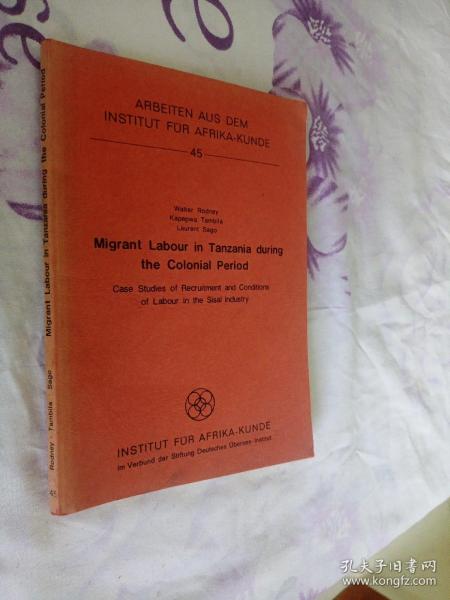 ARBEITEN AUS DEM
INSTITUT FÜR AFRIKA-KUNDE
45
Walter Rodney
Kapepwa Tambila
Laurent Sago
Migrant Labour in Tanzania during
the Colonial Period
Case Studies of Recruitment and Conditions
of Labour in the Sisal Industry
INSTITUT FÜR AFRIKA-KUNDE
im Verbund der Stiftung Deutsches Übersee-Institut
Migrant Labour in Tanzania during the Colonial Period
Rodney · Tambila · Sago
45
孔夫子旧书网
www.kongfz.com